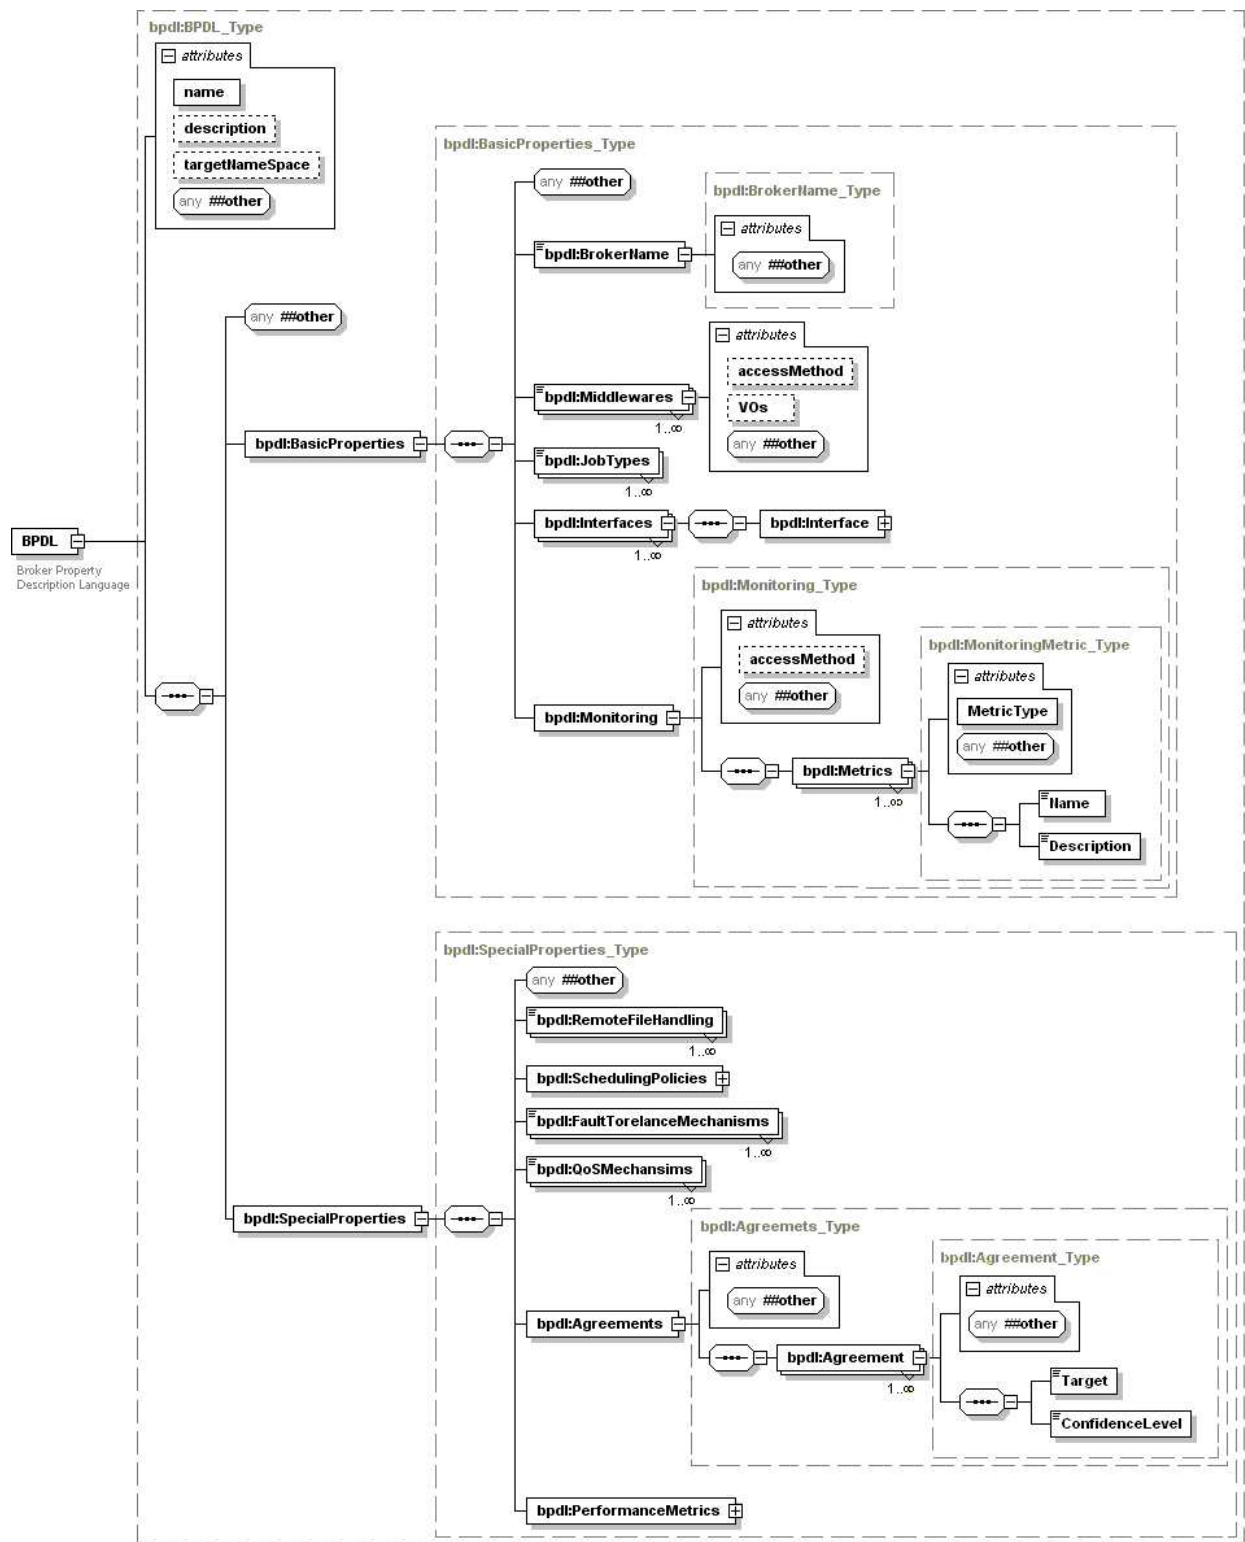 bpdl:BPDL_Type
attributes
name
description
targetNameSpace
any ##other
any ##other
BPDL
Broker Property
Description Language
bpdl:BasicProperties
bpdl:BasicProperties_Type
any ##other
bpdl:BrokerName
bpdl:BrokerName_Type
attributes
any ##other
bpdl:Middlewares
1..∞
attributes
accessMethod
VOs
any ##other
bpdl:JobTypes
1..∞
bpdl:Interfaces
1..∞
bpdl:Interface
bpdl:Monitoring
bpdl:Monitoring_Type
attributes
accessMethod
any ##other
bpdl:Metrics
1..∞
bpdl:MonitoringMetric_Type
attributes
MetricType
any ##other
Name
Description
bpdl:SpecialProperties
bpdl:SpecialProperties_Type
any ##other
bpdl:RemoteFileHandling
1..∞
bpdl:SchedulingPolicies
bpdl:FaultTorelanceMechanisms
1..∞
bpdl:QoSMechansims
1..∞
bpdl:Agreements
bpdl:Agreemets_Type
attributes
any ##other
bpdl:Agreement
1..∞
bpdl:Agreement_Type
attributes
any ##other
Target
ConfidenceLevel
bpdl:PerformanceMetrics